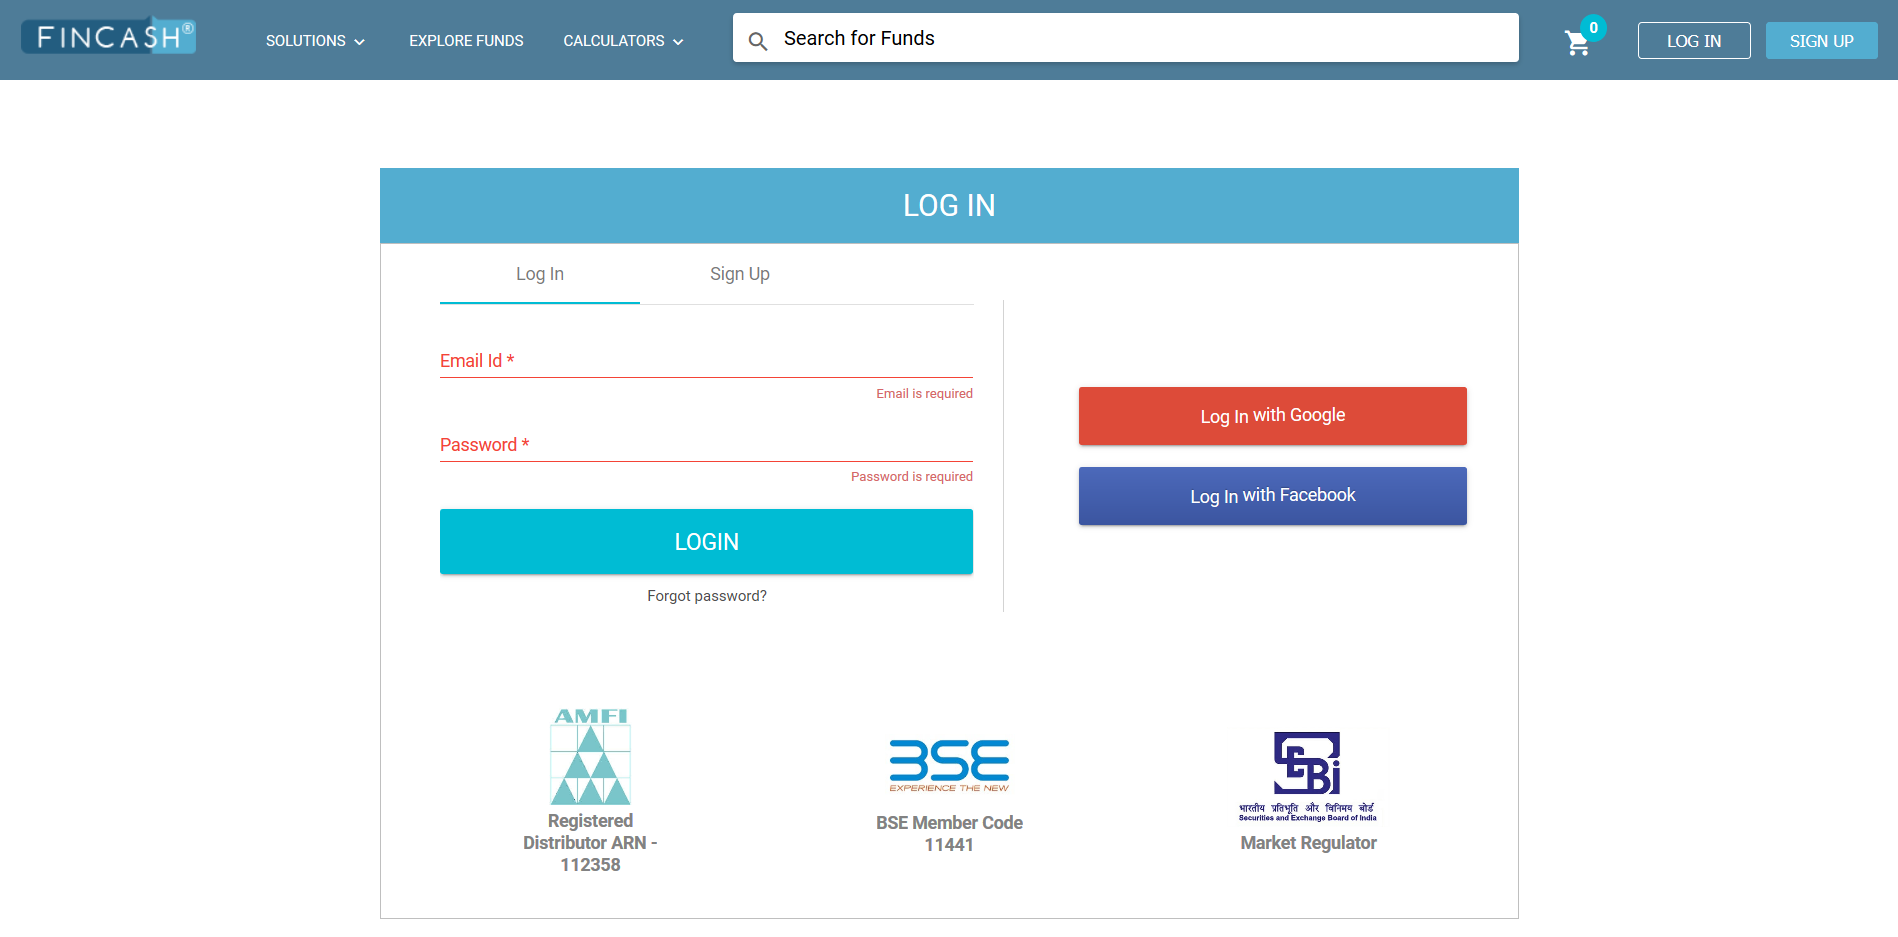 FINCASH®
SOLUTIONS
EXPLORE FUNDS
CALCULATORS
Search for Funds
0
LOG IN
SIGN UP
LOG IN
Log In
Sign Up
Email Id *
Email is required
Password *
Password is required
LOGIN
Forgot password?
Log In with Google
Log In with Facebook
AMFI
Registered
Distributor ARN -
112358
BSE
EXPERIENCE THE NEW
BSE Member Code
11441
SEBi
भारतीय प्रतिभूति और विनिमय बोर्ड
Securities and Exchange Board of India
Market Regulator